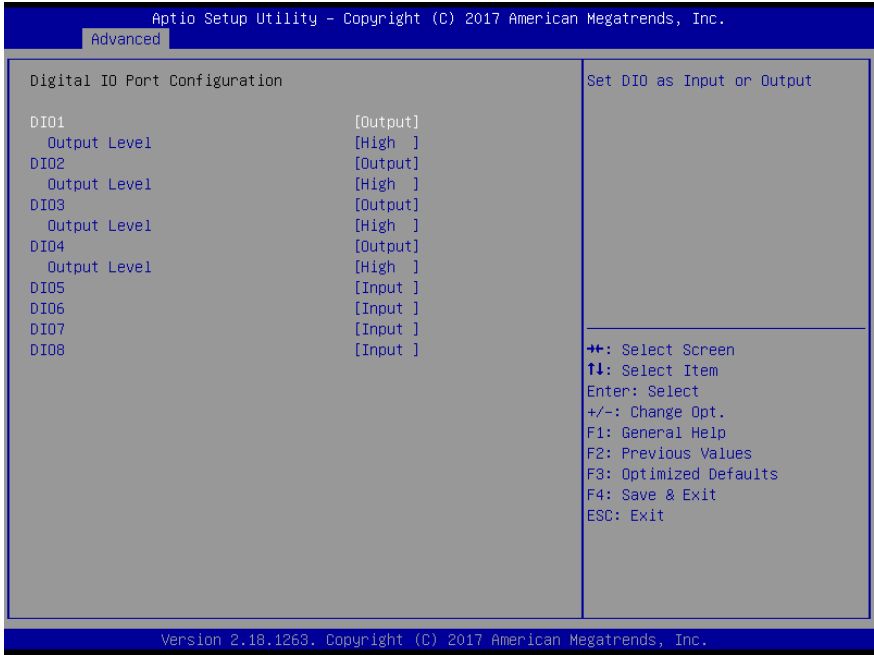 Aptio Setup Utility – Copyright (C) 2017 American Megatrends, Inc.
Advanced
Digital IO Port Configuration
DIO1 [Output]
Output Level [High ]
DIO2 [Output]
Output Level [High ]
DIO3 [Output]
Output Level [High ]
DIO4 [Output]
Output Level [High ]
DIO5 [Input ]
DIO6 [Input ]
DIO7 [Input ]
DIO8 [Input ]
Set DIO as Input or Output
→←: Select Screen
↑↓: Select Item
Enter: Select
+/-: Change Opt.
F1: General Help
F2: Previous Values
F3: Optimized Defaults
F4: Save & Exit
ESC: Exit
Version 2.18.1263. Copyright (C) 2017 American Megatrends, Inc.